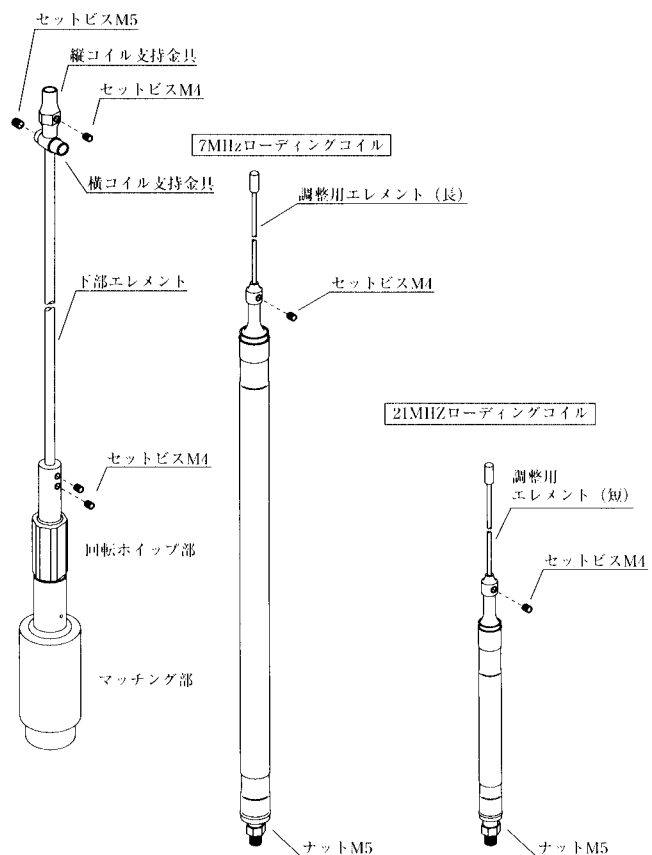 セットビスM5
縦コイル支持金具
セットビスM4
横コイル支持金具
下部エレメント
セットビスM4
回転ホイップ部
マッチング部
7MHzローディングコイル
調整用エレメント（長）
セットビスM4
ナットM5
21MHZローディングコイル
調整用
エレメント（短）
セットビスM4
ナットM5